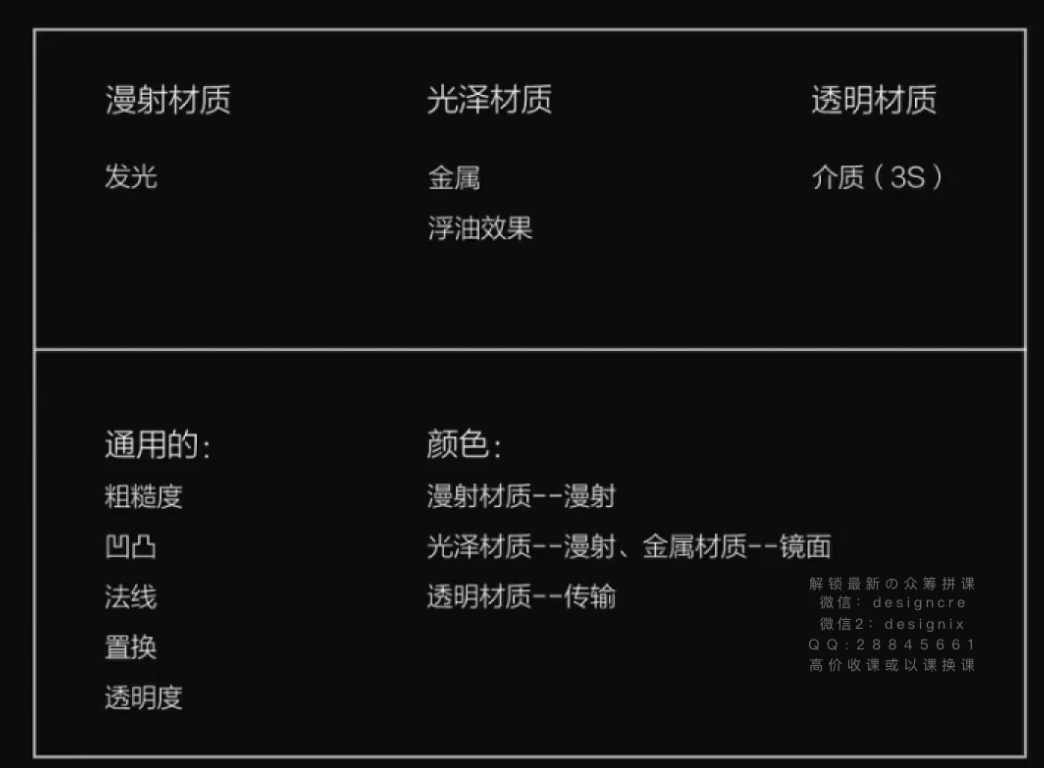 漫射材质
光泽材质
透明材质
发光
金属
介质（3S）
浮油效果
通用的：
颜色：
粗糙度
漫射材质--漫射
凹凸
光泽材质--漫射、金属材质--镜面
法线
透明材质--传输
置换
透明度
解锁最新の众筹拼课
微信：designcre
微信2：designix
QQ:28845661
高价收课或以课换课